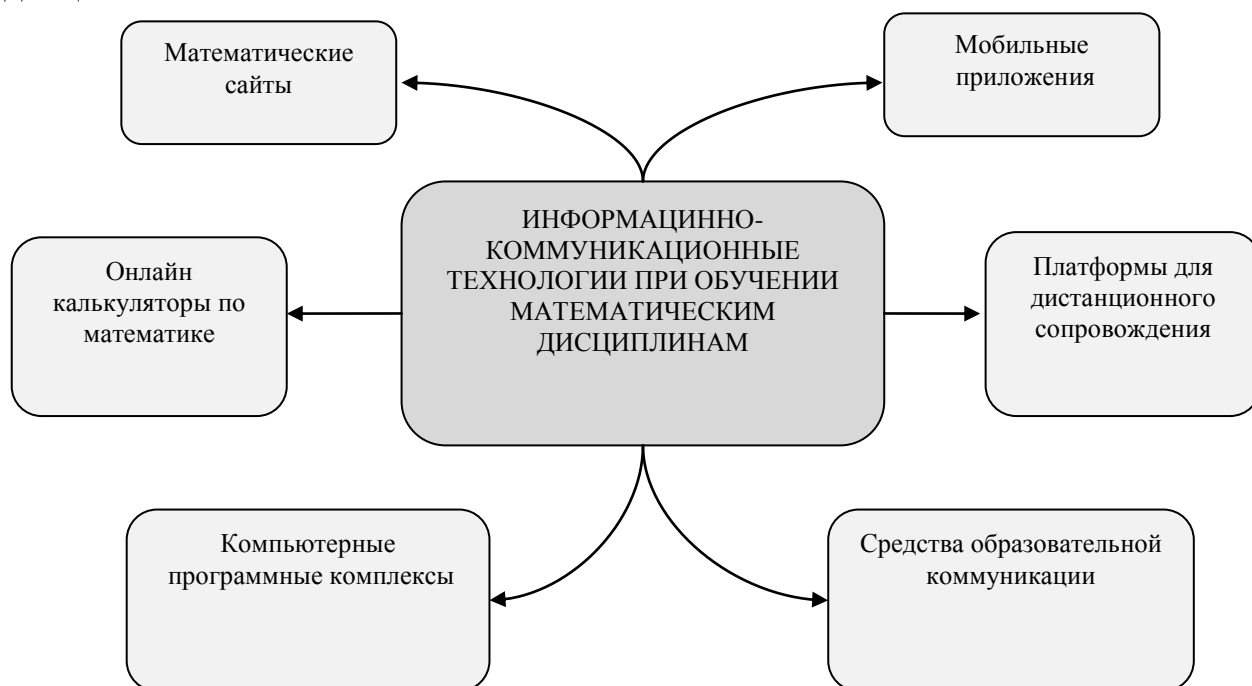 Математические
сайты
Мобильные
приложения
ИНФОРМАЦИННО-
КОММУНИКАЦИОННЫЕ
ТЕХНОЛОГИИ ПРИ ОБУЧЕНИИ
МАТЕМАТИЧЕСКИМ
ДИСЦИПЛИНАМ
Онлайн
калькуляторы по
математике
Платформы для
дистанционного
сопровождения
Компьютерные
программные комплексы
Средства образовательной
коммуникации